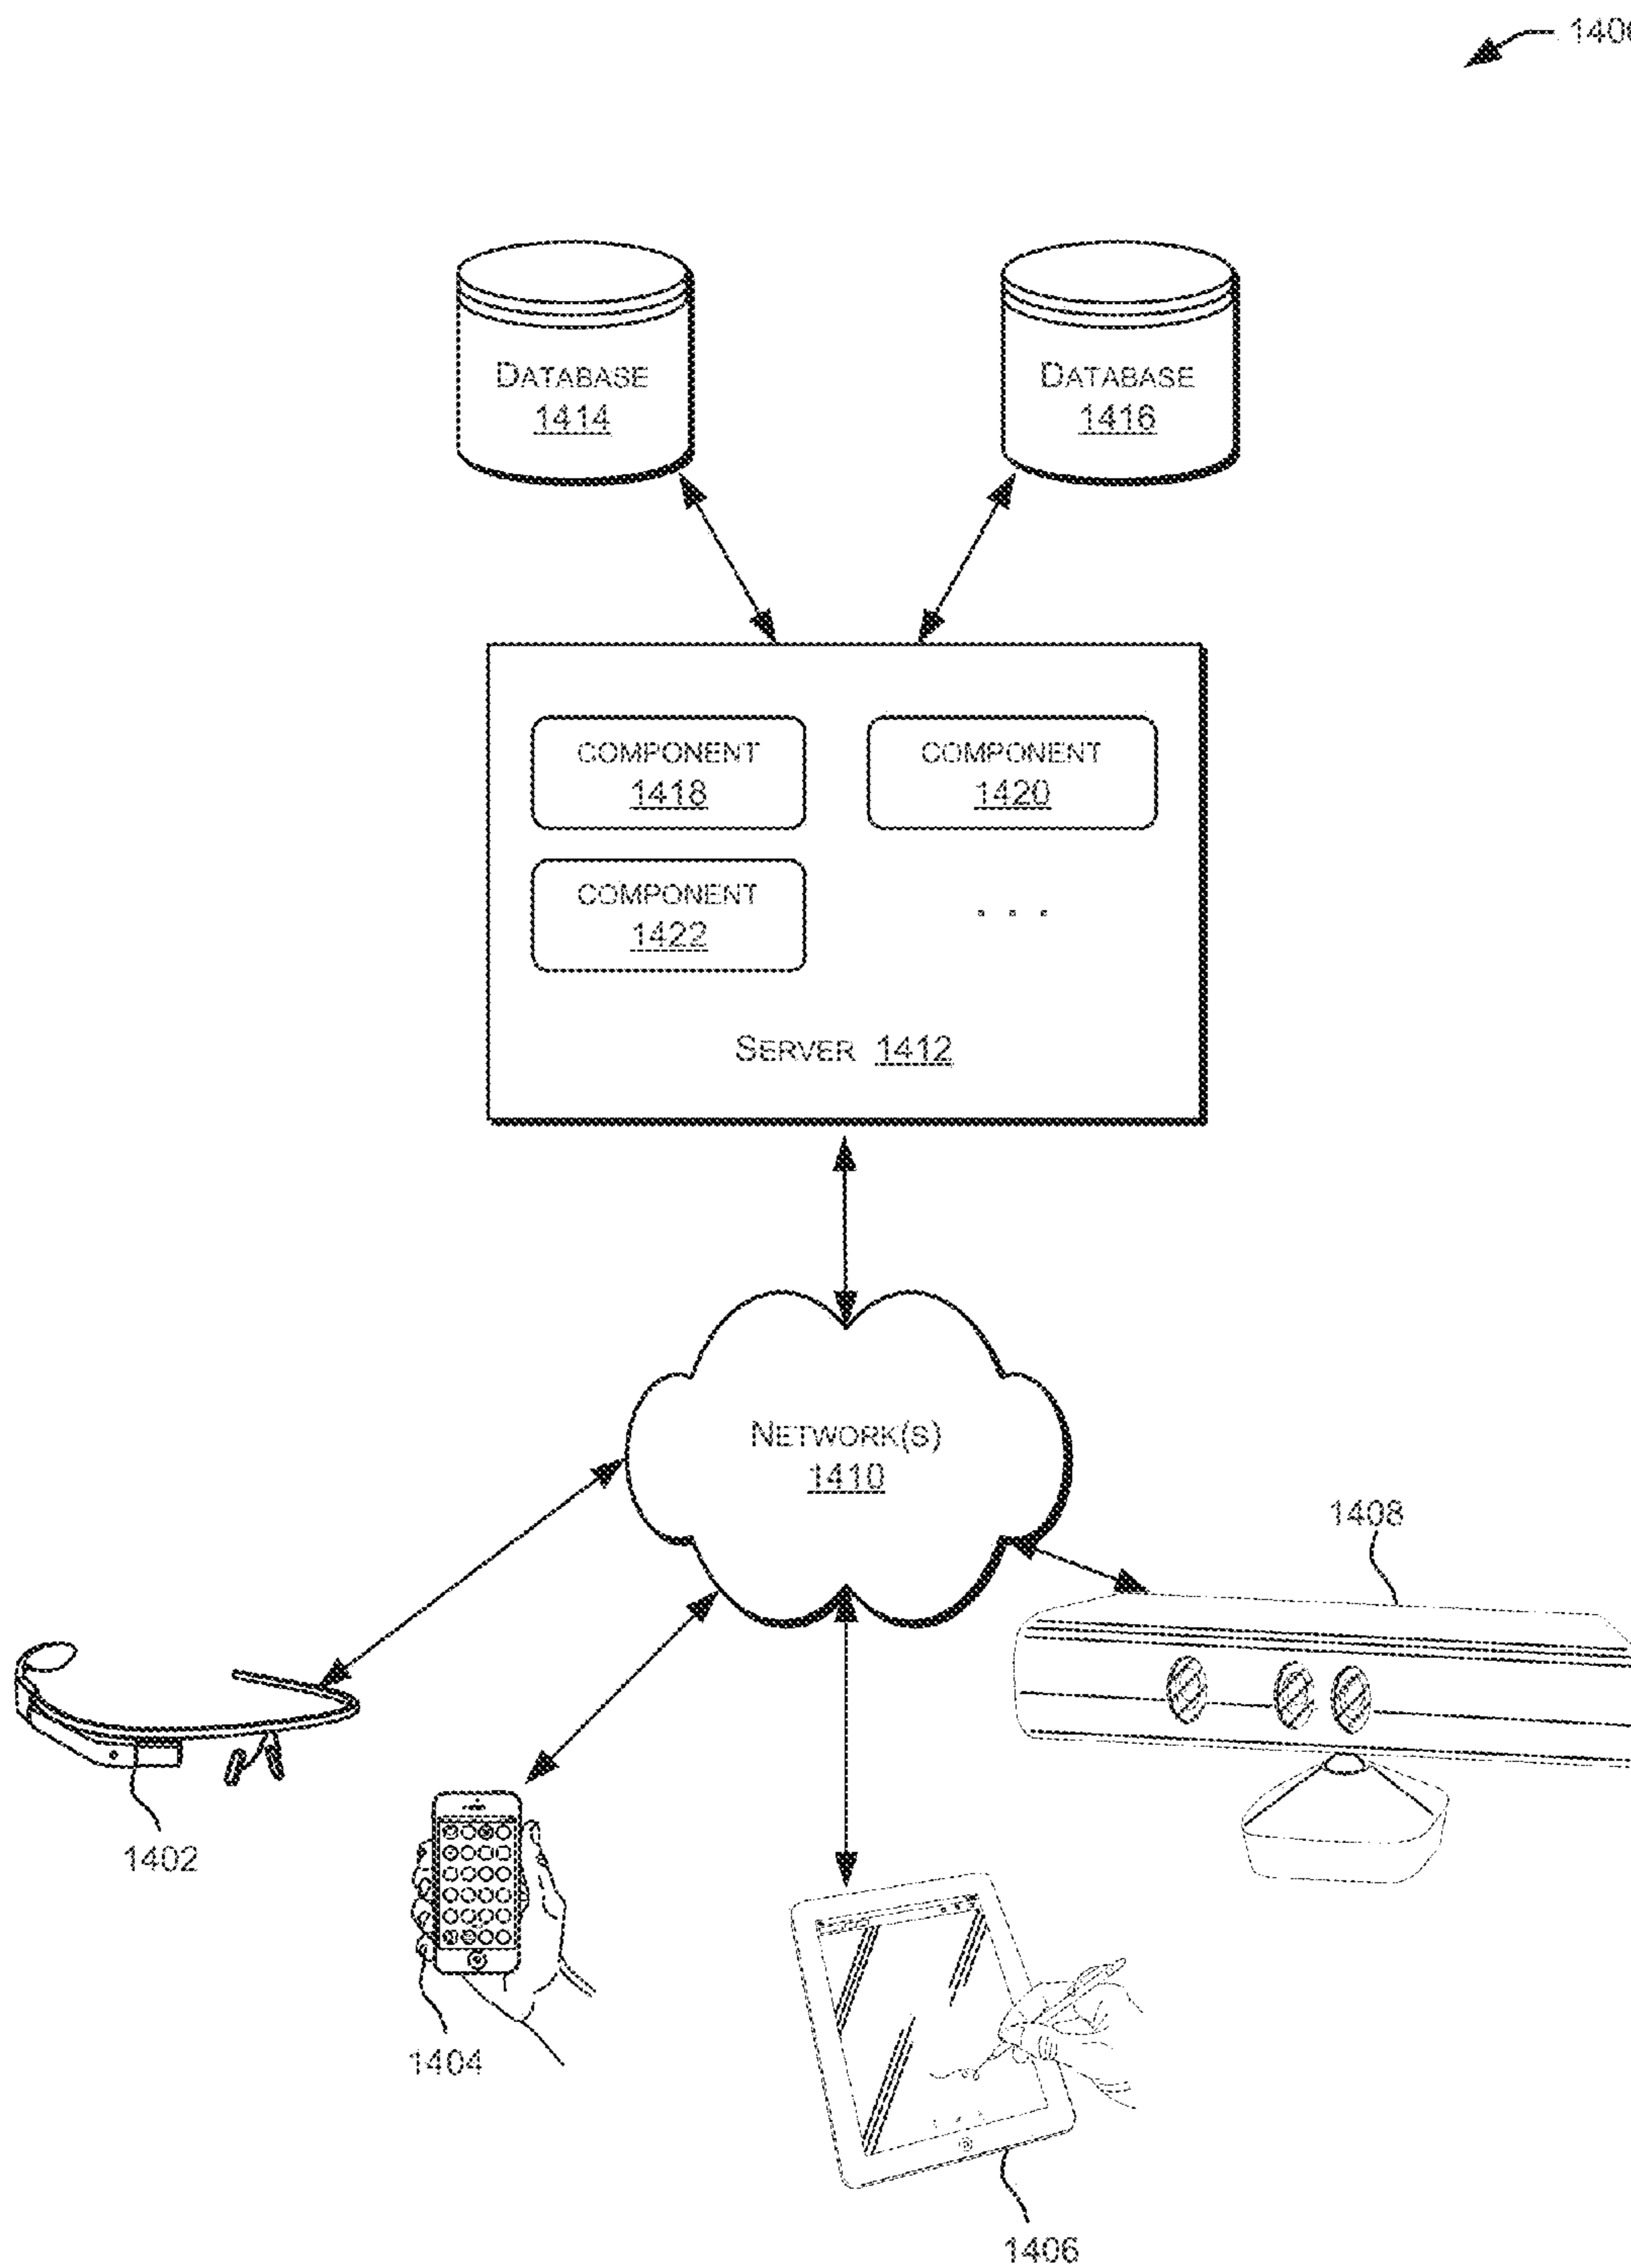 1400
DATABASE
1414
DATABASE
1416
COMPONENT
1418
COMPONENT
1420
COMPONENT
1422
. . .
SERVER 1412
NETWORK(S)
1410
1408
1402
1404
1406